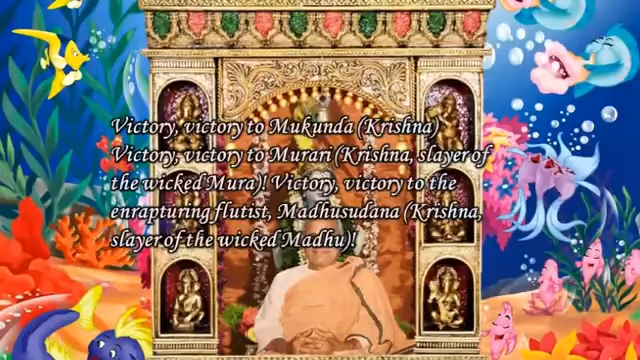 Victory, victory to Mukunda (Krishna)
Victory, victory to Murari (Krishna, slayer of
the wicked Mura)! Victory, victory to the
enrapturing flutist, Madhusudana (Krishna,
slayer of the wicked Madhu)!